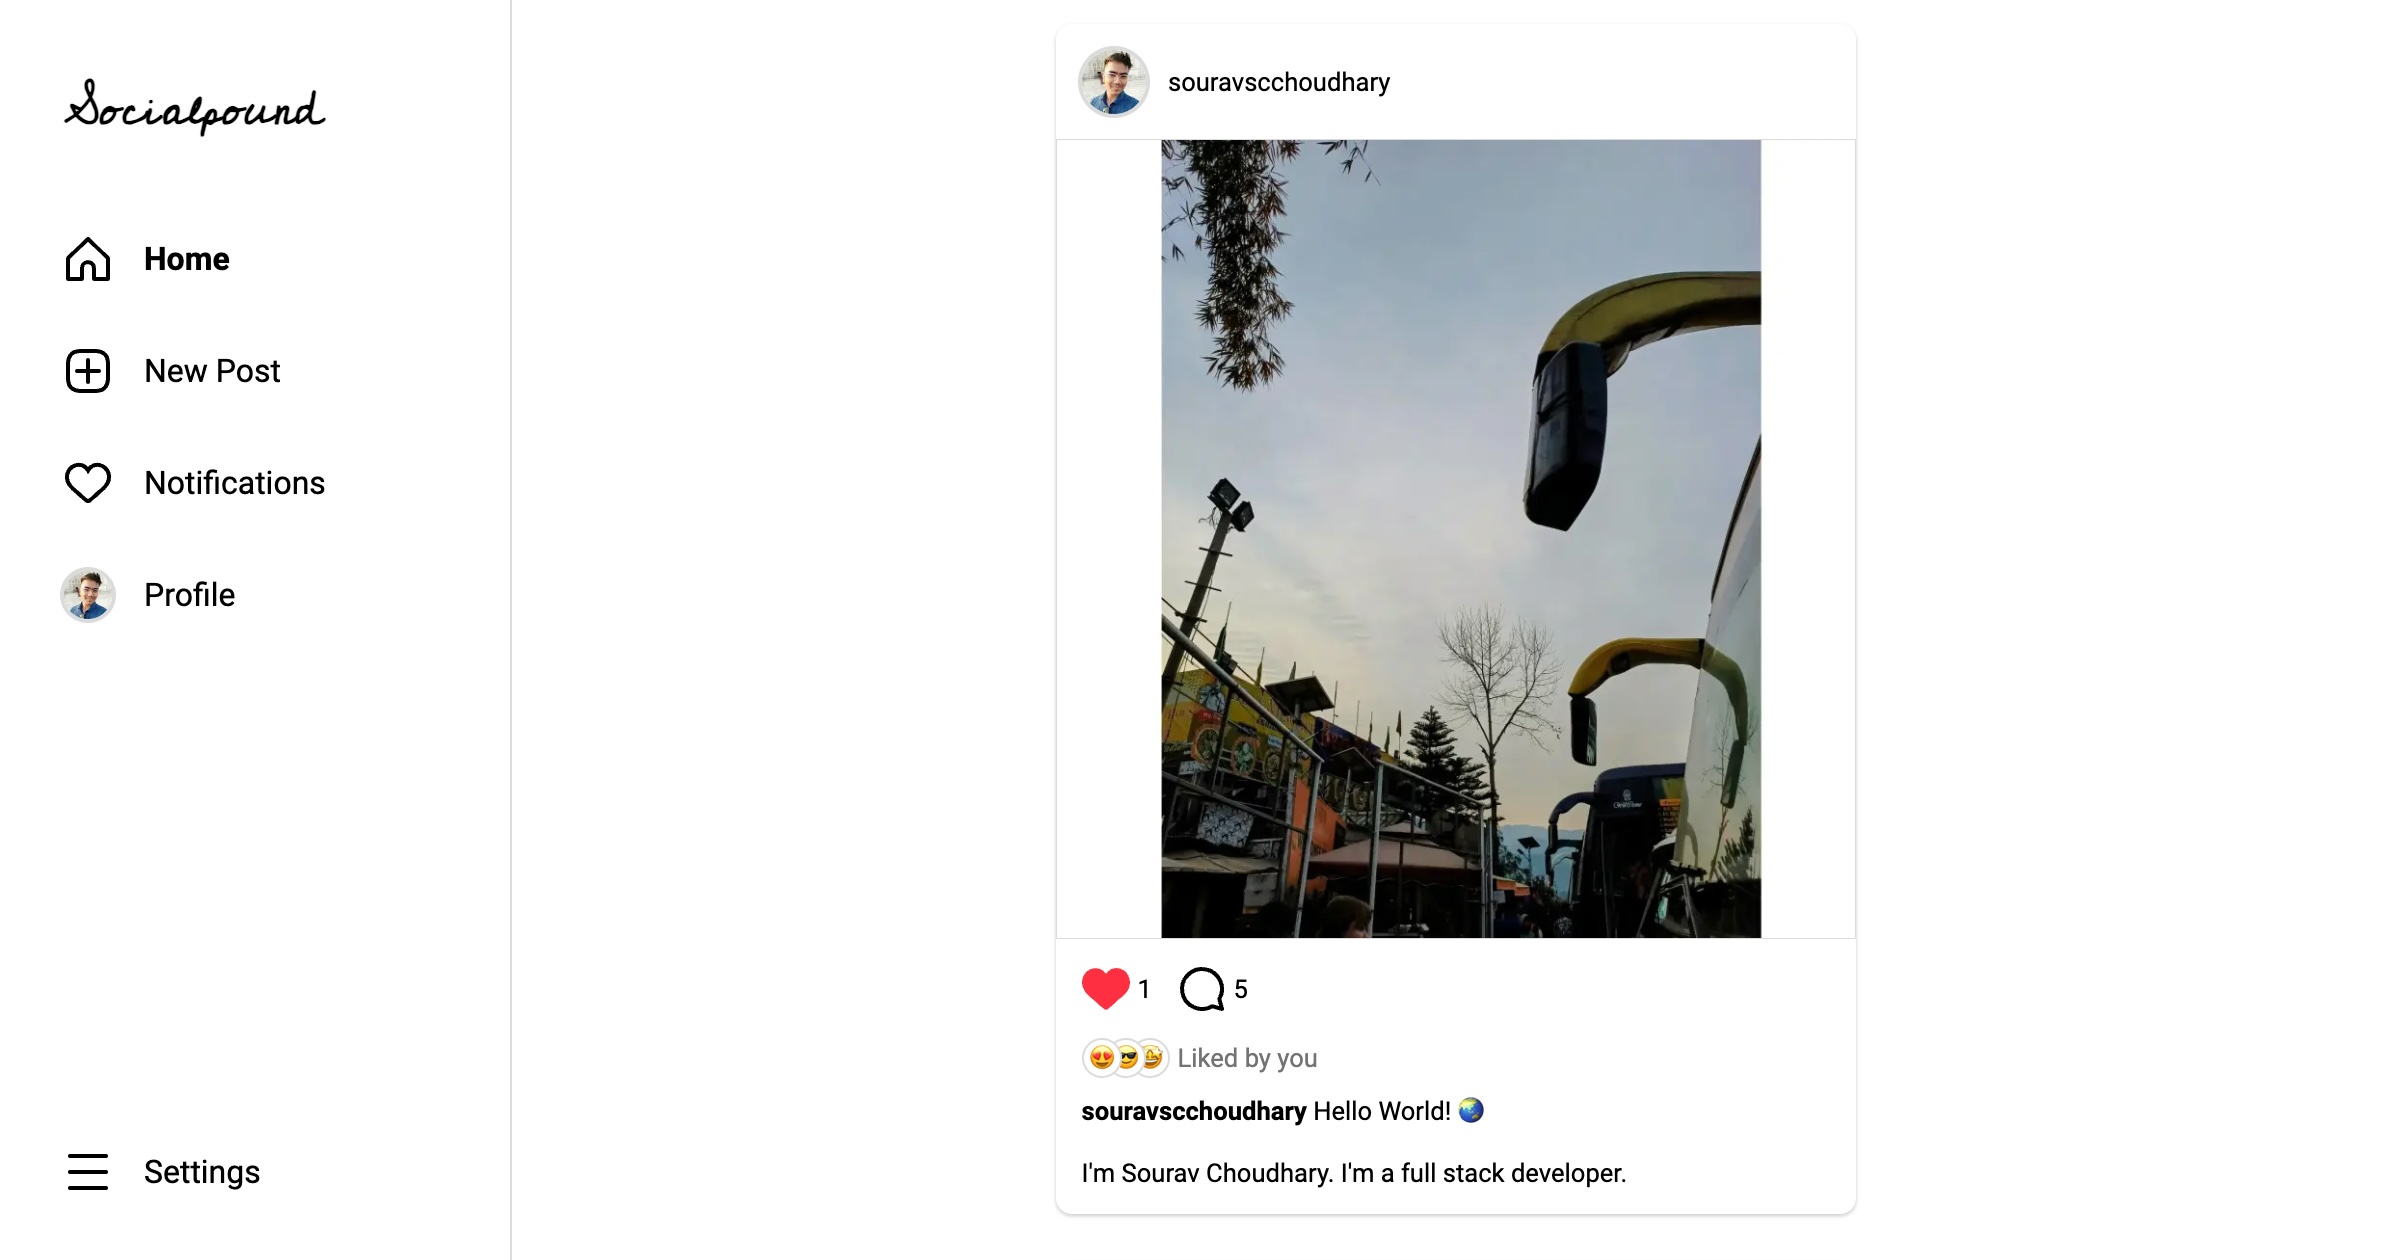 Socialpound
Home
New Post
Notifications
Profile
Settings
souravscchoudhary
1 5
😍😎🤩 Liked by you
souravscchoudhary Hello World! 🌏
I'm Sourav Choudhary. I'm a full stack developer.